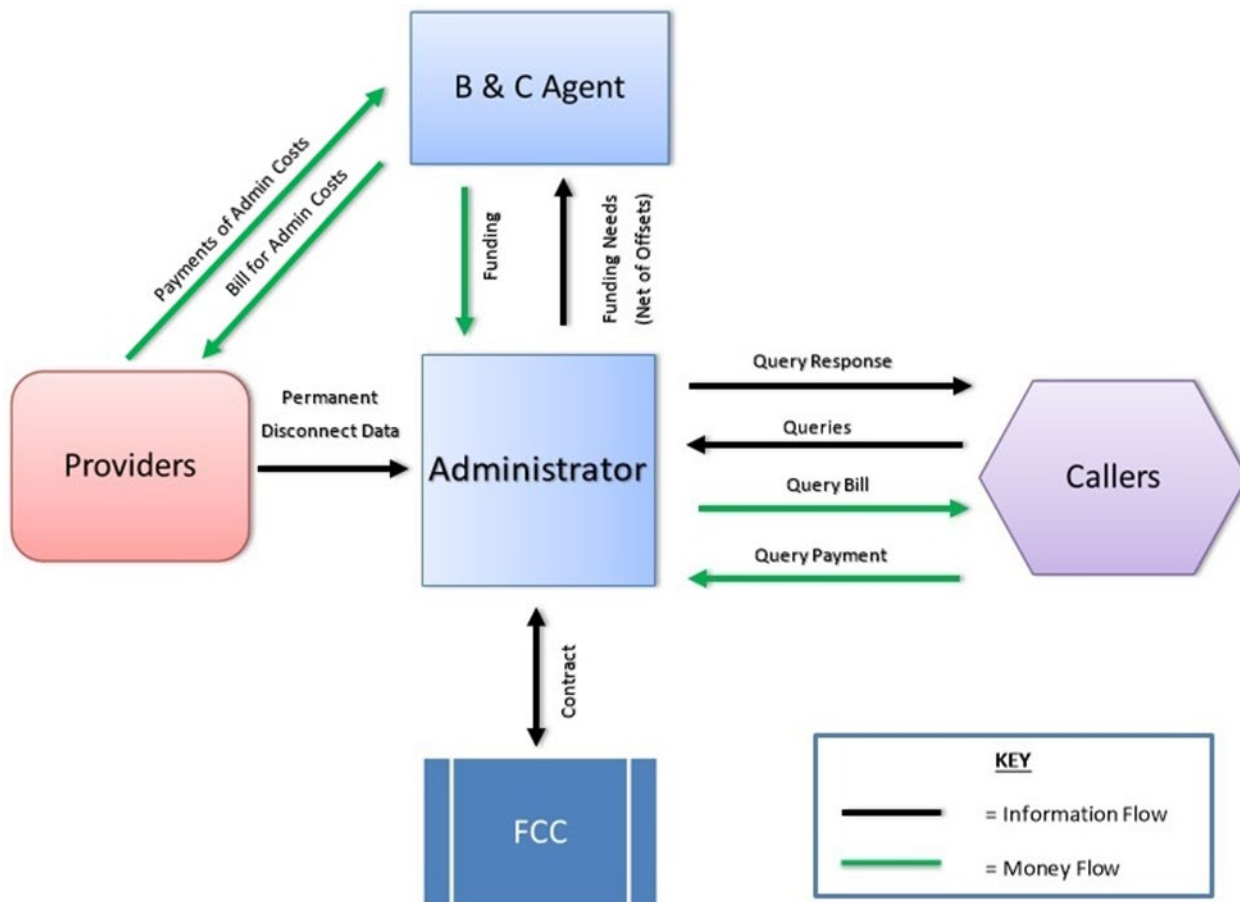 B & C Agent
Payments of Admin Costs
Bill for Admin Costs
Funding
Funding Needs
(Net of Offsets)
Providers
Permanent
Disconnect Data
Administrator
Query Response
Queries
Query Bill
Query Payment
Callers
Contract
FCC
KEY
= Information Flow
= Money Flow